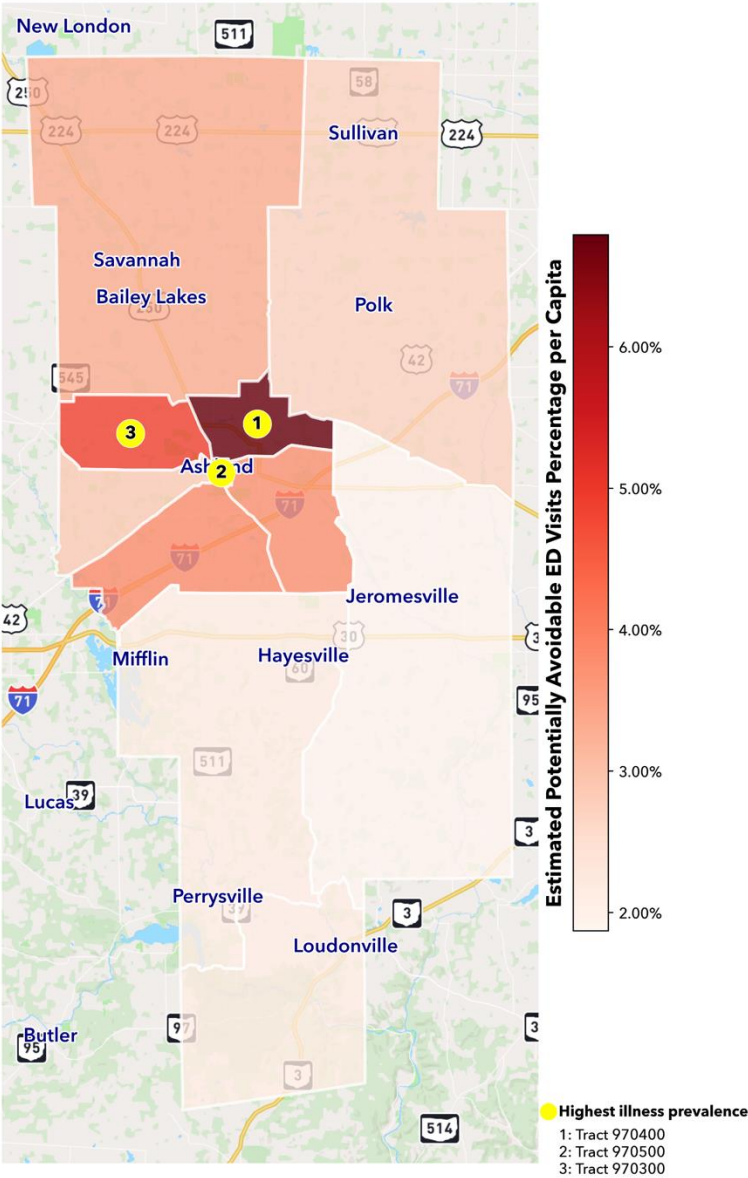 New London
511
250
58
224
224
Sullivan
224
Savannah
Bailey Lakes
250
Polk
42
545
71
3
1
2
71
71
71
Jeromesville
42
30
Mifflin
Hayesville
60
71
95
511
Lucas
39
3
Perrysville
39
3
Loudonville
97
Butler
95
3
3
514
Estimated Potentially Avoidable ED Visits Percentage per Capita
6.00%
5.00%
4.00%
3.00%
2.00%
Highest illness prevalence
1: Tract 970400
2: Tract 970500
3: Tract 970300